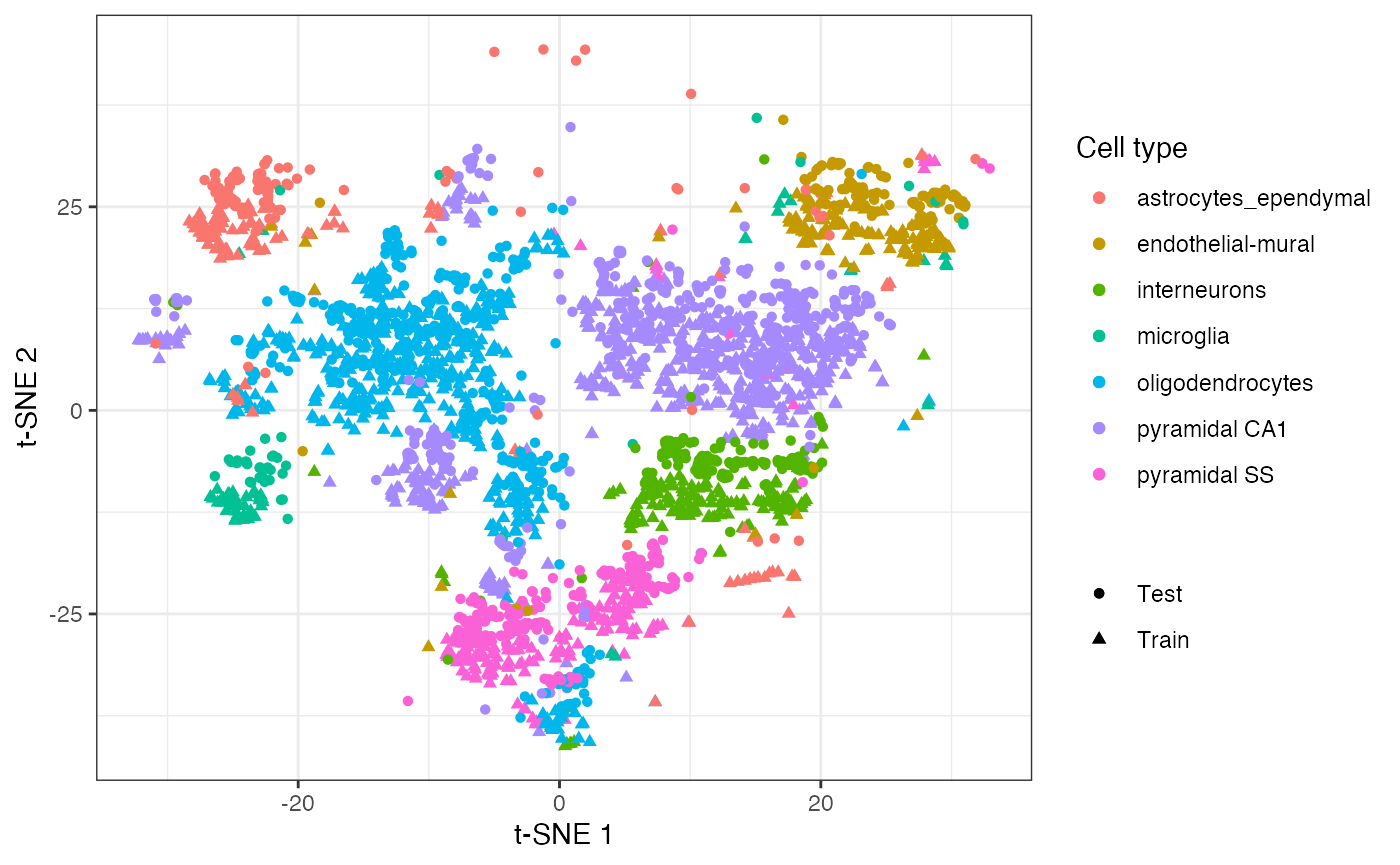 25
0
-25
-20
0
20
t-SNE 1
t-SNE 2
Cell type
astrocytes_ependymal
endothelial-mural
interneurons
microglia
oligodendrocytes
pyramidal CA1
pyramidal SS
Test
Train